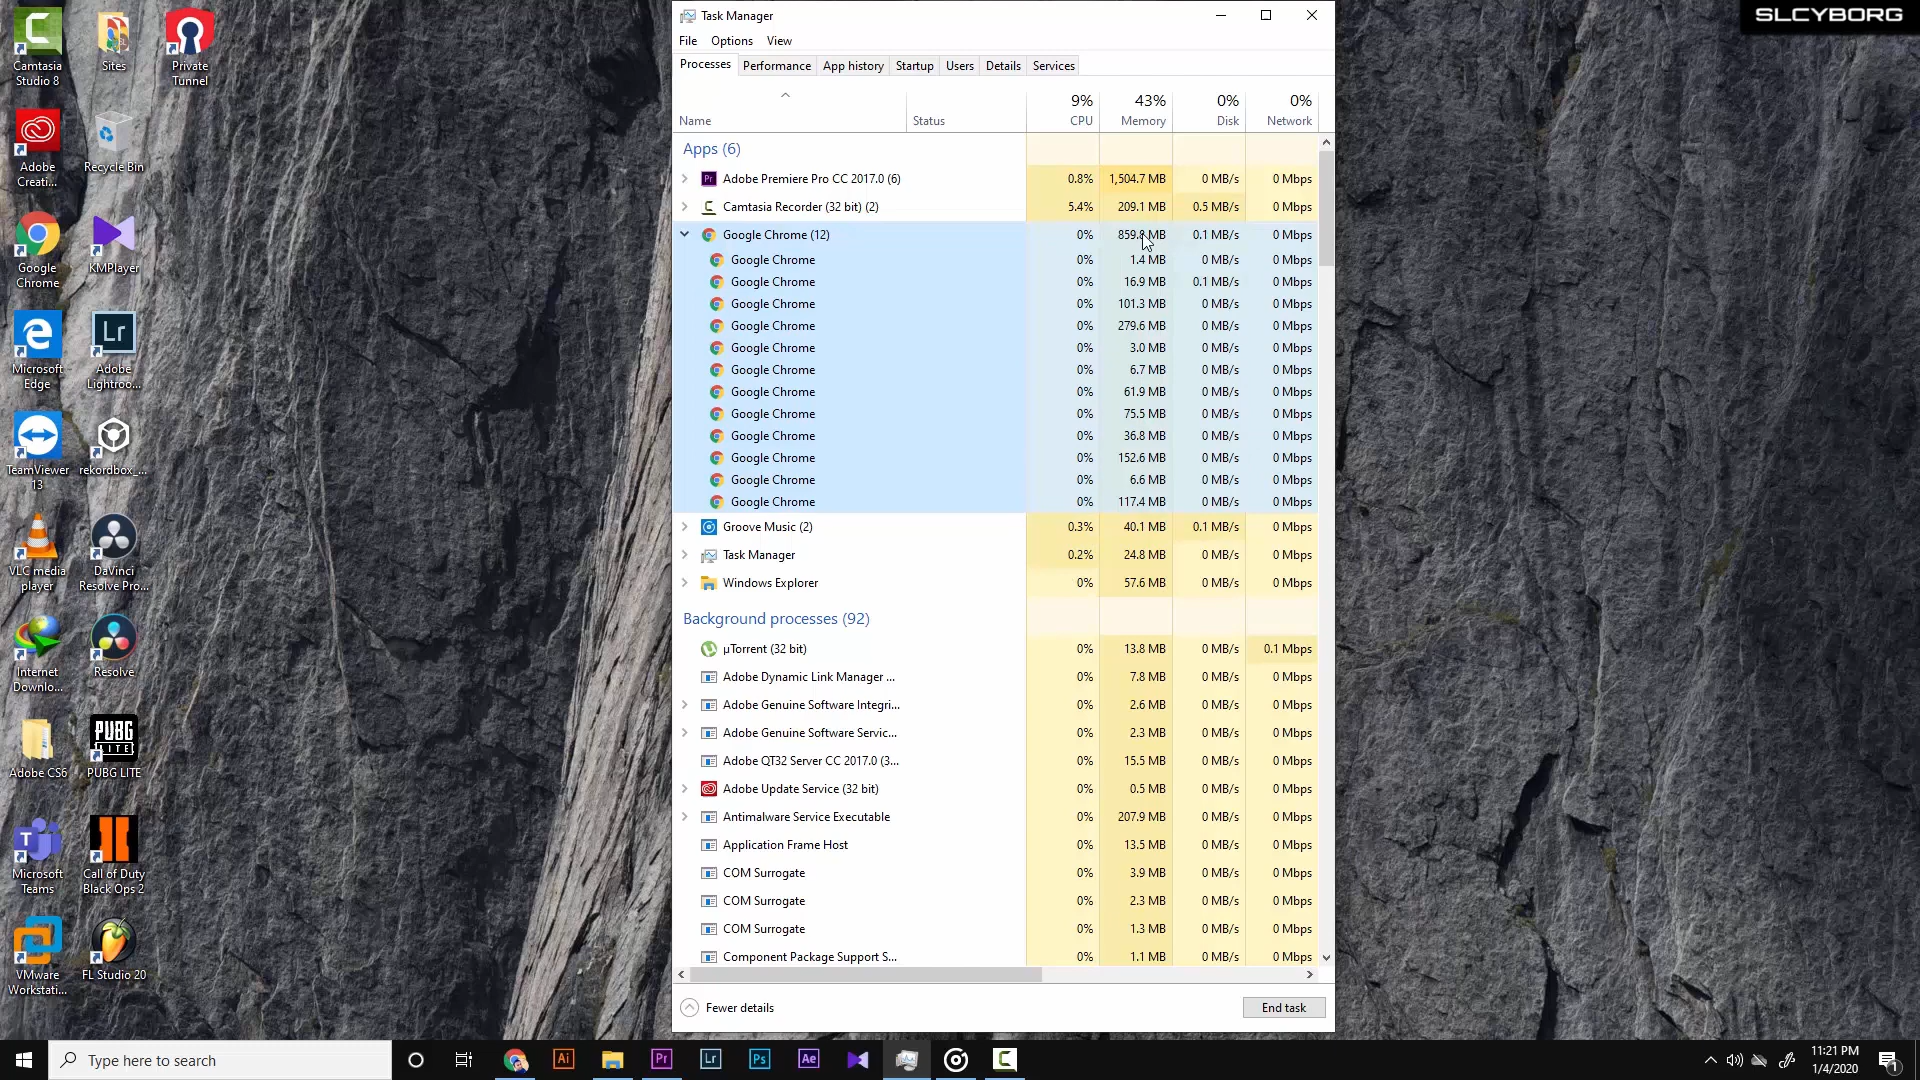 SLCYBORG
Camtasia
Studio 8
Sites
Private
Tunnel
Adobe
Creati...
Recycle Bin
Google
Chrome
KMPlayer
Microsoft
Edge
Lr
Adobe
Lightroo...
TeamViewer
13
rekordbox_...
VLC media
player
DaVinci
Resolve Pro...
Internet
Downlo...
Resolve
Adobe CS6
PUBG
LITE
PUBG LITE
Microsoft
Teams
Call of Duty
Black Ops 2
VMware
Workstati...
FL Studio 20
Task Manager
File Options View
Processes Performance App history Startup Users Details Services
9% 43% 0% 0%
Name Status CPU Memory Disk Network
Apps (6)
Adobe Premiere Pro CC 2017.0 (6) 0.8% 1,504.7 MB 0 MB/s 0 Mbps
Camtasia Recorder (32 bit) (2) 5.4% 209.1 MB 0.5 MB/s 0 Mbps
Google Chrome (12) 0% MB 0.1 MB/s 0 Mbps
Google Chrome 0% 1.4 MB 0 MB/s 0 Mbps
Google Chrome 0% 16.9 MB 0.1 MB/s 0 Mbps
Google Chrome 0% 101.3 MB 0 MB/s 0 Mbps
Google Chrome 0% 279.6 MB 0 MB/s 0 Mbps
Google Chrome 0% 3.0 MB 0 MB/s 0 Mbps
Google Chrome 0% 6.7 MB 0 MB/s 0 Mbps
Google Chrome 0% 61.9 MB 0 MB/s 0 Mbps
Google Chrome 0% 75.5 MB 0 MB/s 0 Mbps
Google Chrome 0% 36.8 MB 0 MB/s 0 Mbps
Google Chrome 0% 152.6 MB 0 MB/s 0 Mbps
Google Chrome 0% 6.6 MB 0 MB/s 0 Mbps
Google Chrome 0% 117.4 MB 0 MB/s 0 Mbps
Groove Music (2) 0.3% 40.1 MB 0.1 MB/s 0 Mbps
Task Manager 0.2% 24.8 MB 0 MB/s 0 Mbps
Windows Explorer 0% 57.6 MB 0 MB/s 0 Mbps
Background processes (92)
µTorrent (32 bit) 0% 13.8 MB 0 MB/s 0.1 Mbps
Adobe Dynamic Link Manager ... 0% 7.8 MB 0 MB/s 0 Mbps
Adobe Genuine Software Integri... 0% 2.6 MB 0 MB/s 0 Mbps
Adobe Genuine Software Servic... 0% 2.3 MB 0 MB/s 0 Mbps
Adobe QT32 Server CC 2017.0 (3... 0% 15.5 MB 0 MB/s 0 Mbps
Adobe Update Service (32 bit) 0% 0.5 MB 0 MB/s 0 Mbps
Antimalware Service Executable 0% 207.9 MB 0 MB/s 0 Mbps
Application Frame Host 0% 13.5 MB 0 MB/s 0 Mbps
COM Surrogate 0% 3.9 MB 0 MB/s 0 Mbps
COM Surrogate 0% 2.3 MB 0 MB/s 0 Mbps
COM Surrogate 0% 1.3 MB 0 MB/s 0 Mbps
Component Package Support S... 0% 1.1 MB 0 MB/s 0 Mbps
Fewer details End task
Type here to search Ai Pr Lr Ps Ae 11:21 PM
1/4/2020 1